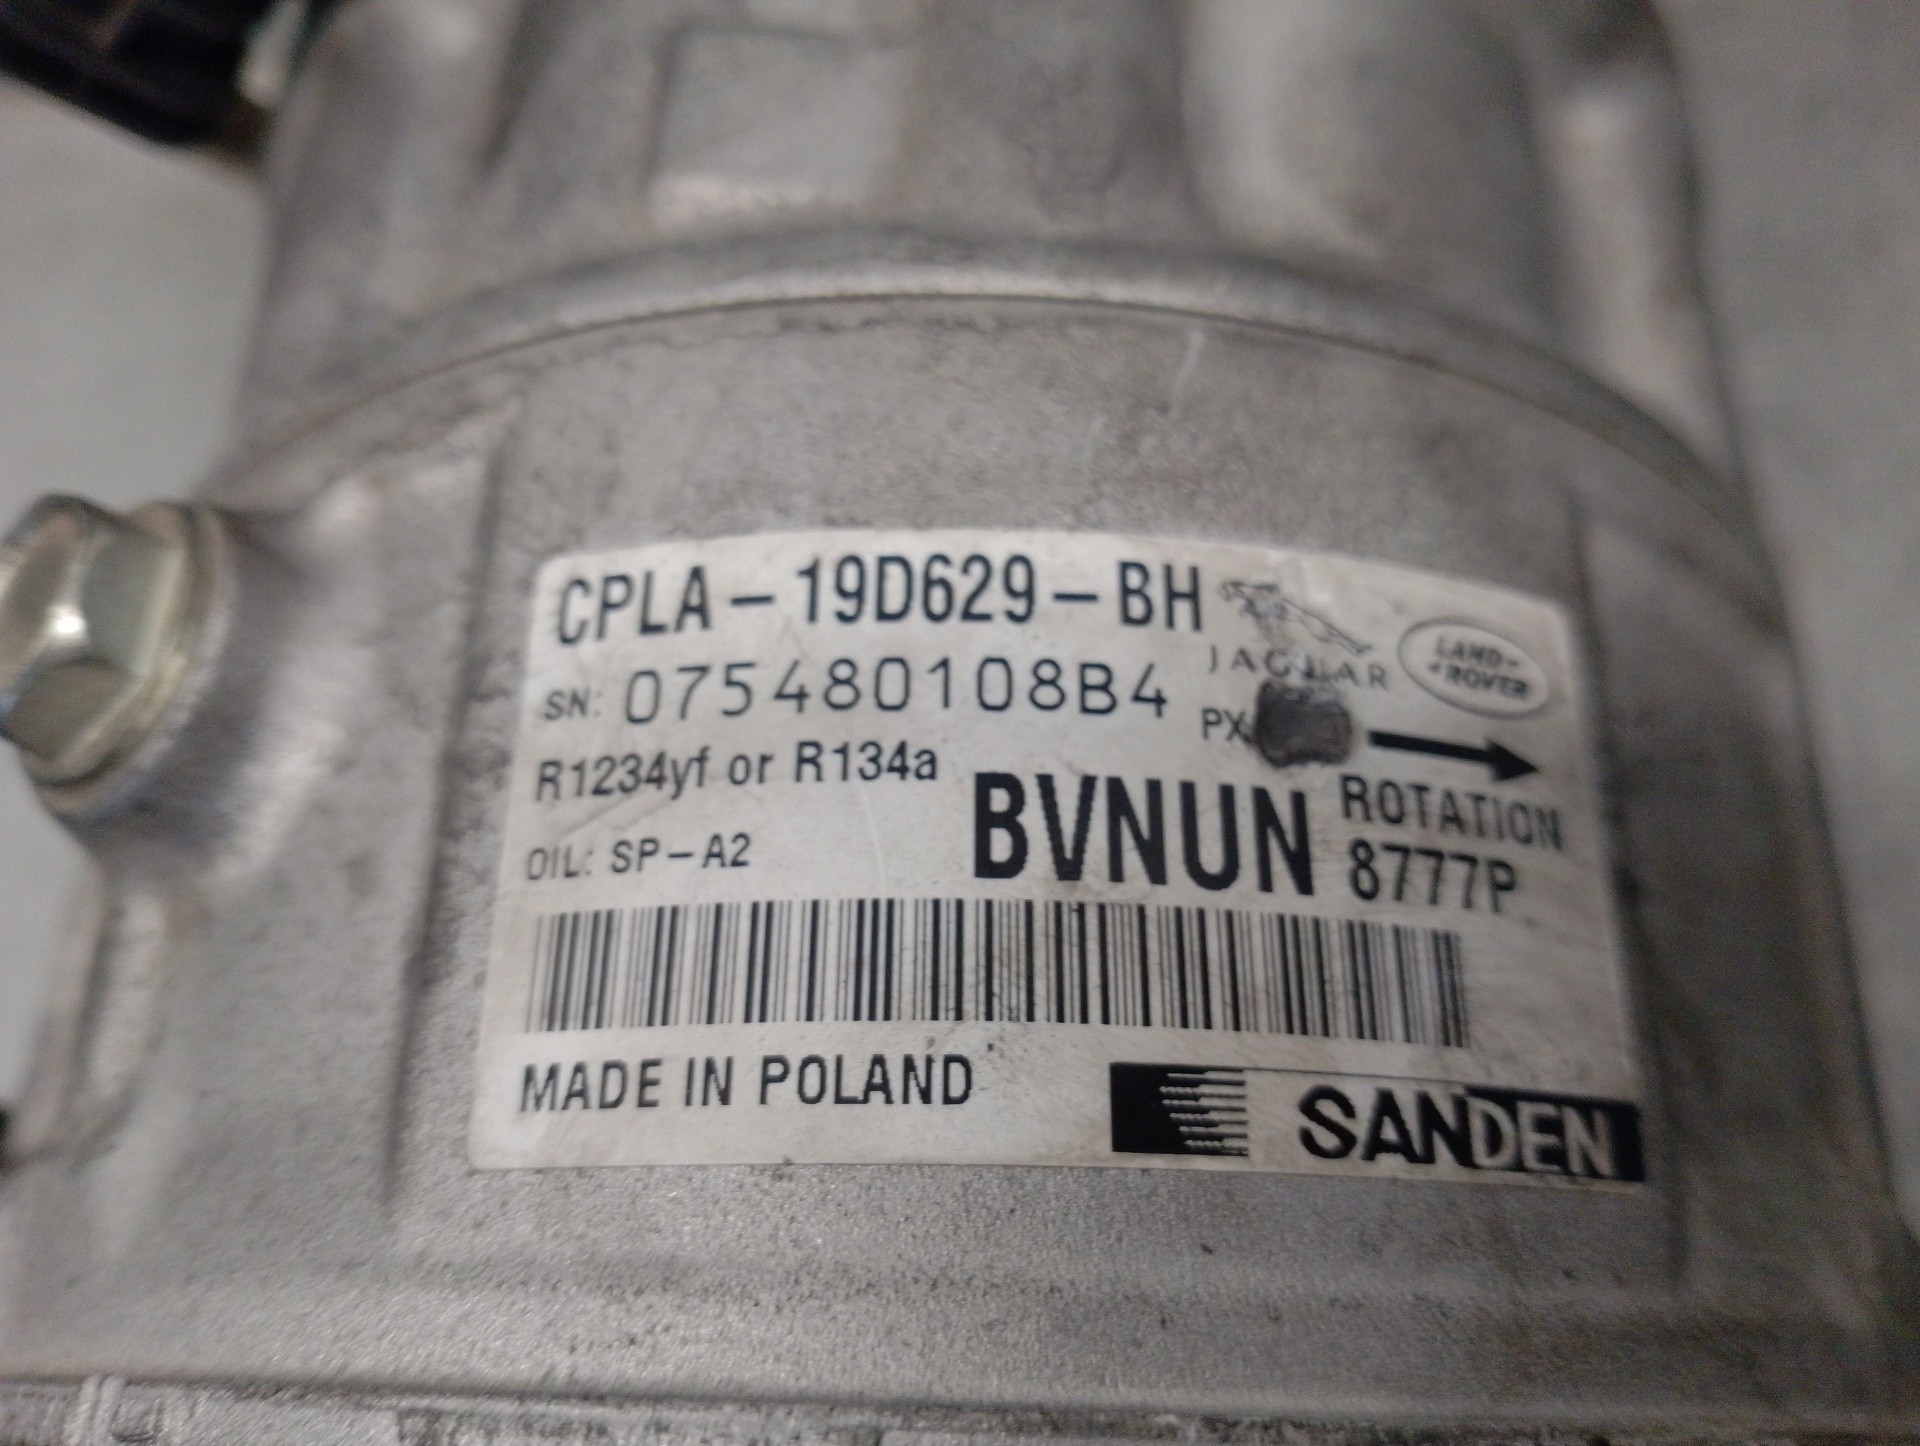 CPLA-19D629-BH
JAGUAR
LAND-
ROVER
SN: 075480108B4
PX
R1234yf or R134a
BVNUN
ROTATION
OIL: SP-A2
8777P
MADE IN POLAND
SANDEN